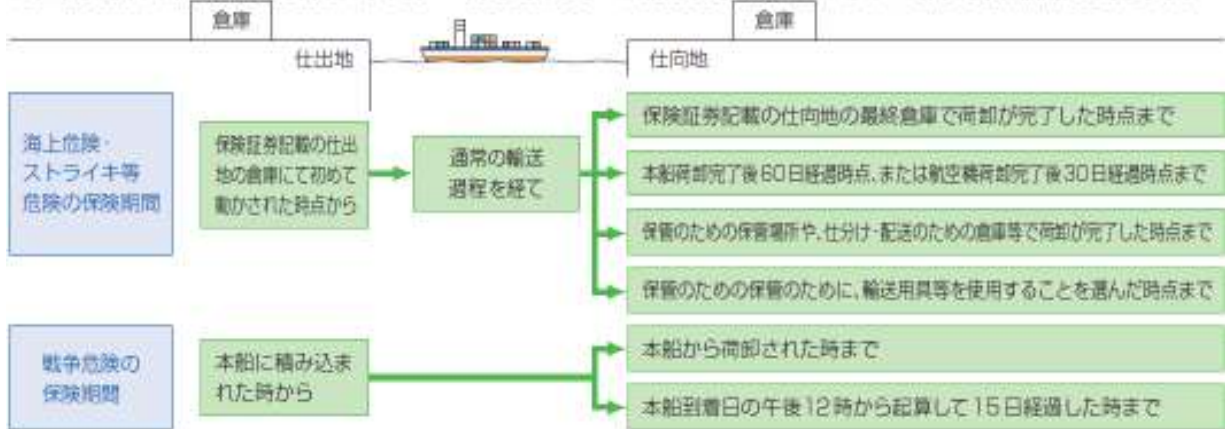 倉庫
倉庫
仕出地
仕向地
海上危険・
ストライキ等
危険の保険期間
保険証券記載の仕出
地の倉庫にて初めて
動かされた時点から
通常の輸送
過程を経て
保険証券記載の仕向地の最終倉庫で荷卸が完了した時点まで
本船荷卸完了後60日経過時点、または航空機荷卸完了後30日経過時点まで
保管のための保管場所や、仕分け・配送のための倉庫等で荷卸が完了した時点まで
保管のための保管のために、輸送用具等を使用することを選んだ時点まで
戦争危険の
保険期間
本船に積み込ま
れた時から
本船から荷卸された時まで
本船到着日の午後12時から起算して15日経過した時まで